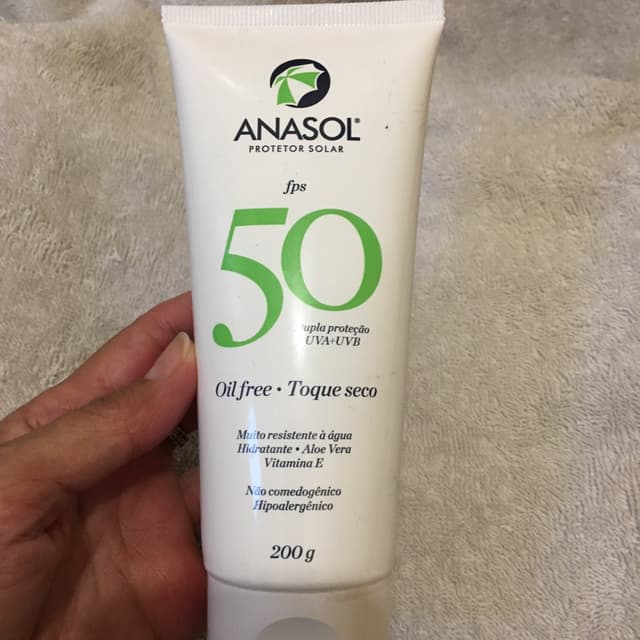 ANASOL®
PROTETOR SOLAR
fps
50
proteção
UVA+UVB
Oil free • Toque seco
Muito resistente à água
Hidratante • Aloe Vera
Vitamina E
Não comedogênico
Hipoalergênico
200 g